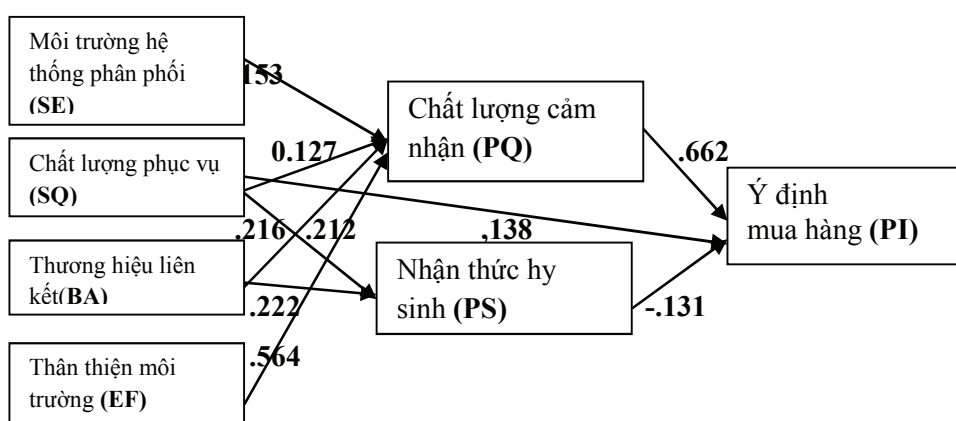 Môi trường hệ
thống phân phối
(SE)
153
Chất lượng cảm
nhận (PQ)
Chất lượng phục vụ
(SQ)
0.127
.662
Ý định
mua hàng (PI)
.216
.212
,138
Thương hiệu liên
kết(BA)
Nhận thức hy
sinh (PS)
.222
-.131
.564
Thân thiện môi
trường (EF)